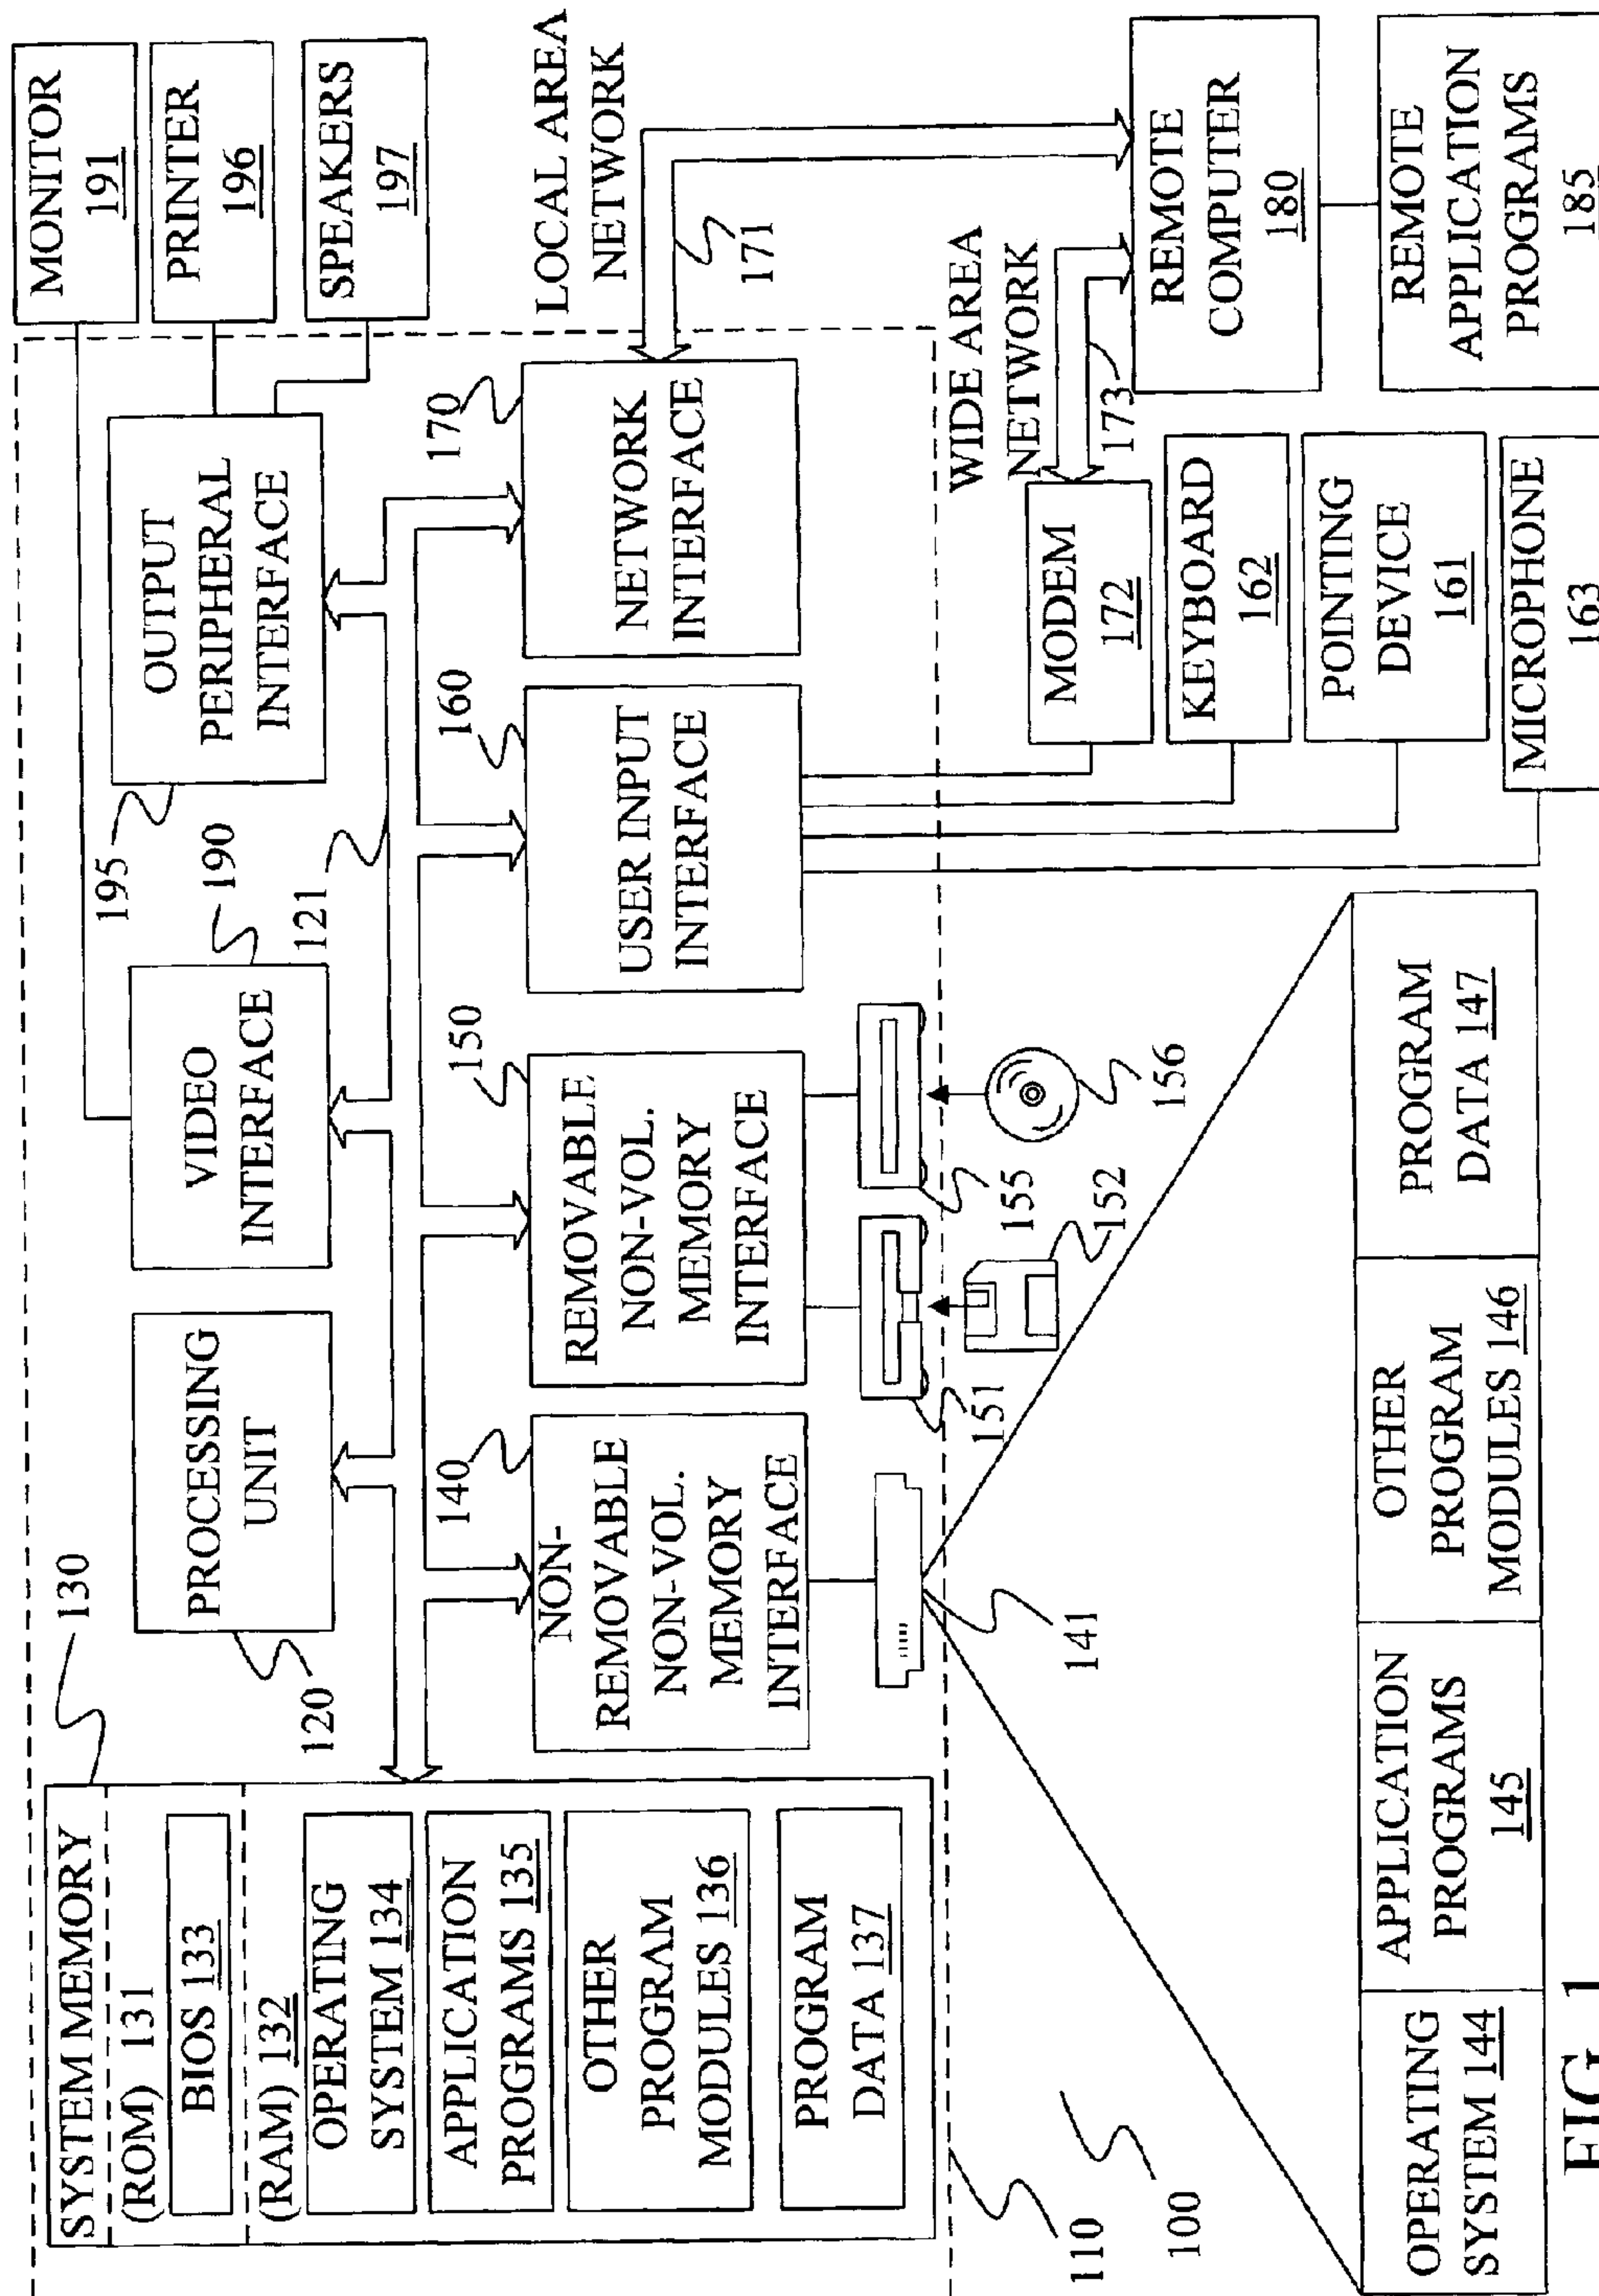 SYSTEM MEMORY
(ROM) 131
BIOS 133
(RAM) 132
OPERATING
SYSTEM 134
APPLICATION
PROGRAMS 135
OTHER
PROGRAM
MODULES 136
PROGRAM
DATA 137
130
120
PROCESSING
UNIT
VIDEO
INTERFACE
190
121
195
OUTPUT
PERIPHERAL
INTERFACE
MONITOR
191
PRINTER
196
SPEAKERS
197
140
NON-
REMOVABLE
NON-VOL.
MEMORY
INTERFACE
150
REMOVABLE
NON-VOL.
MEMORY
INTERFACE
160
USER INPUT
INTERFACE
170
NETWORK
INTERFACE
LOCAL AREA
NETWORK
171
WIDE AREA
NETWORK
173
141
151
152
155
156
MODEM
172
KEYBOARD
162
POINTING
DEVICE
161
MICROPHONE
163
REMOTE
COMPUTER
180
REMOTE
APPLICATION
PROGRAMS
185
110
100
OPERATING
SYSTEM 144
APPLICATION
PROGRAMS
145
OTHER
PROGRAM
MODULES 146
PROGRAM
DATA 147
FIG. 1